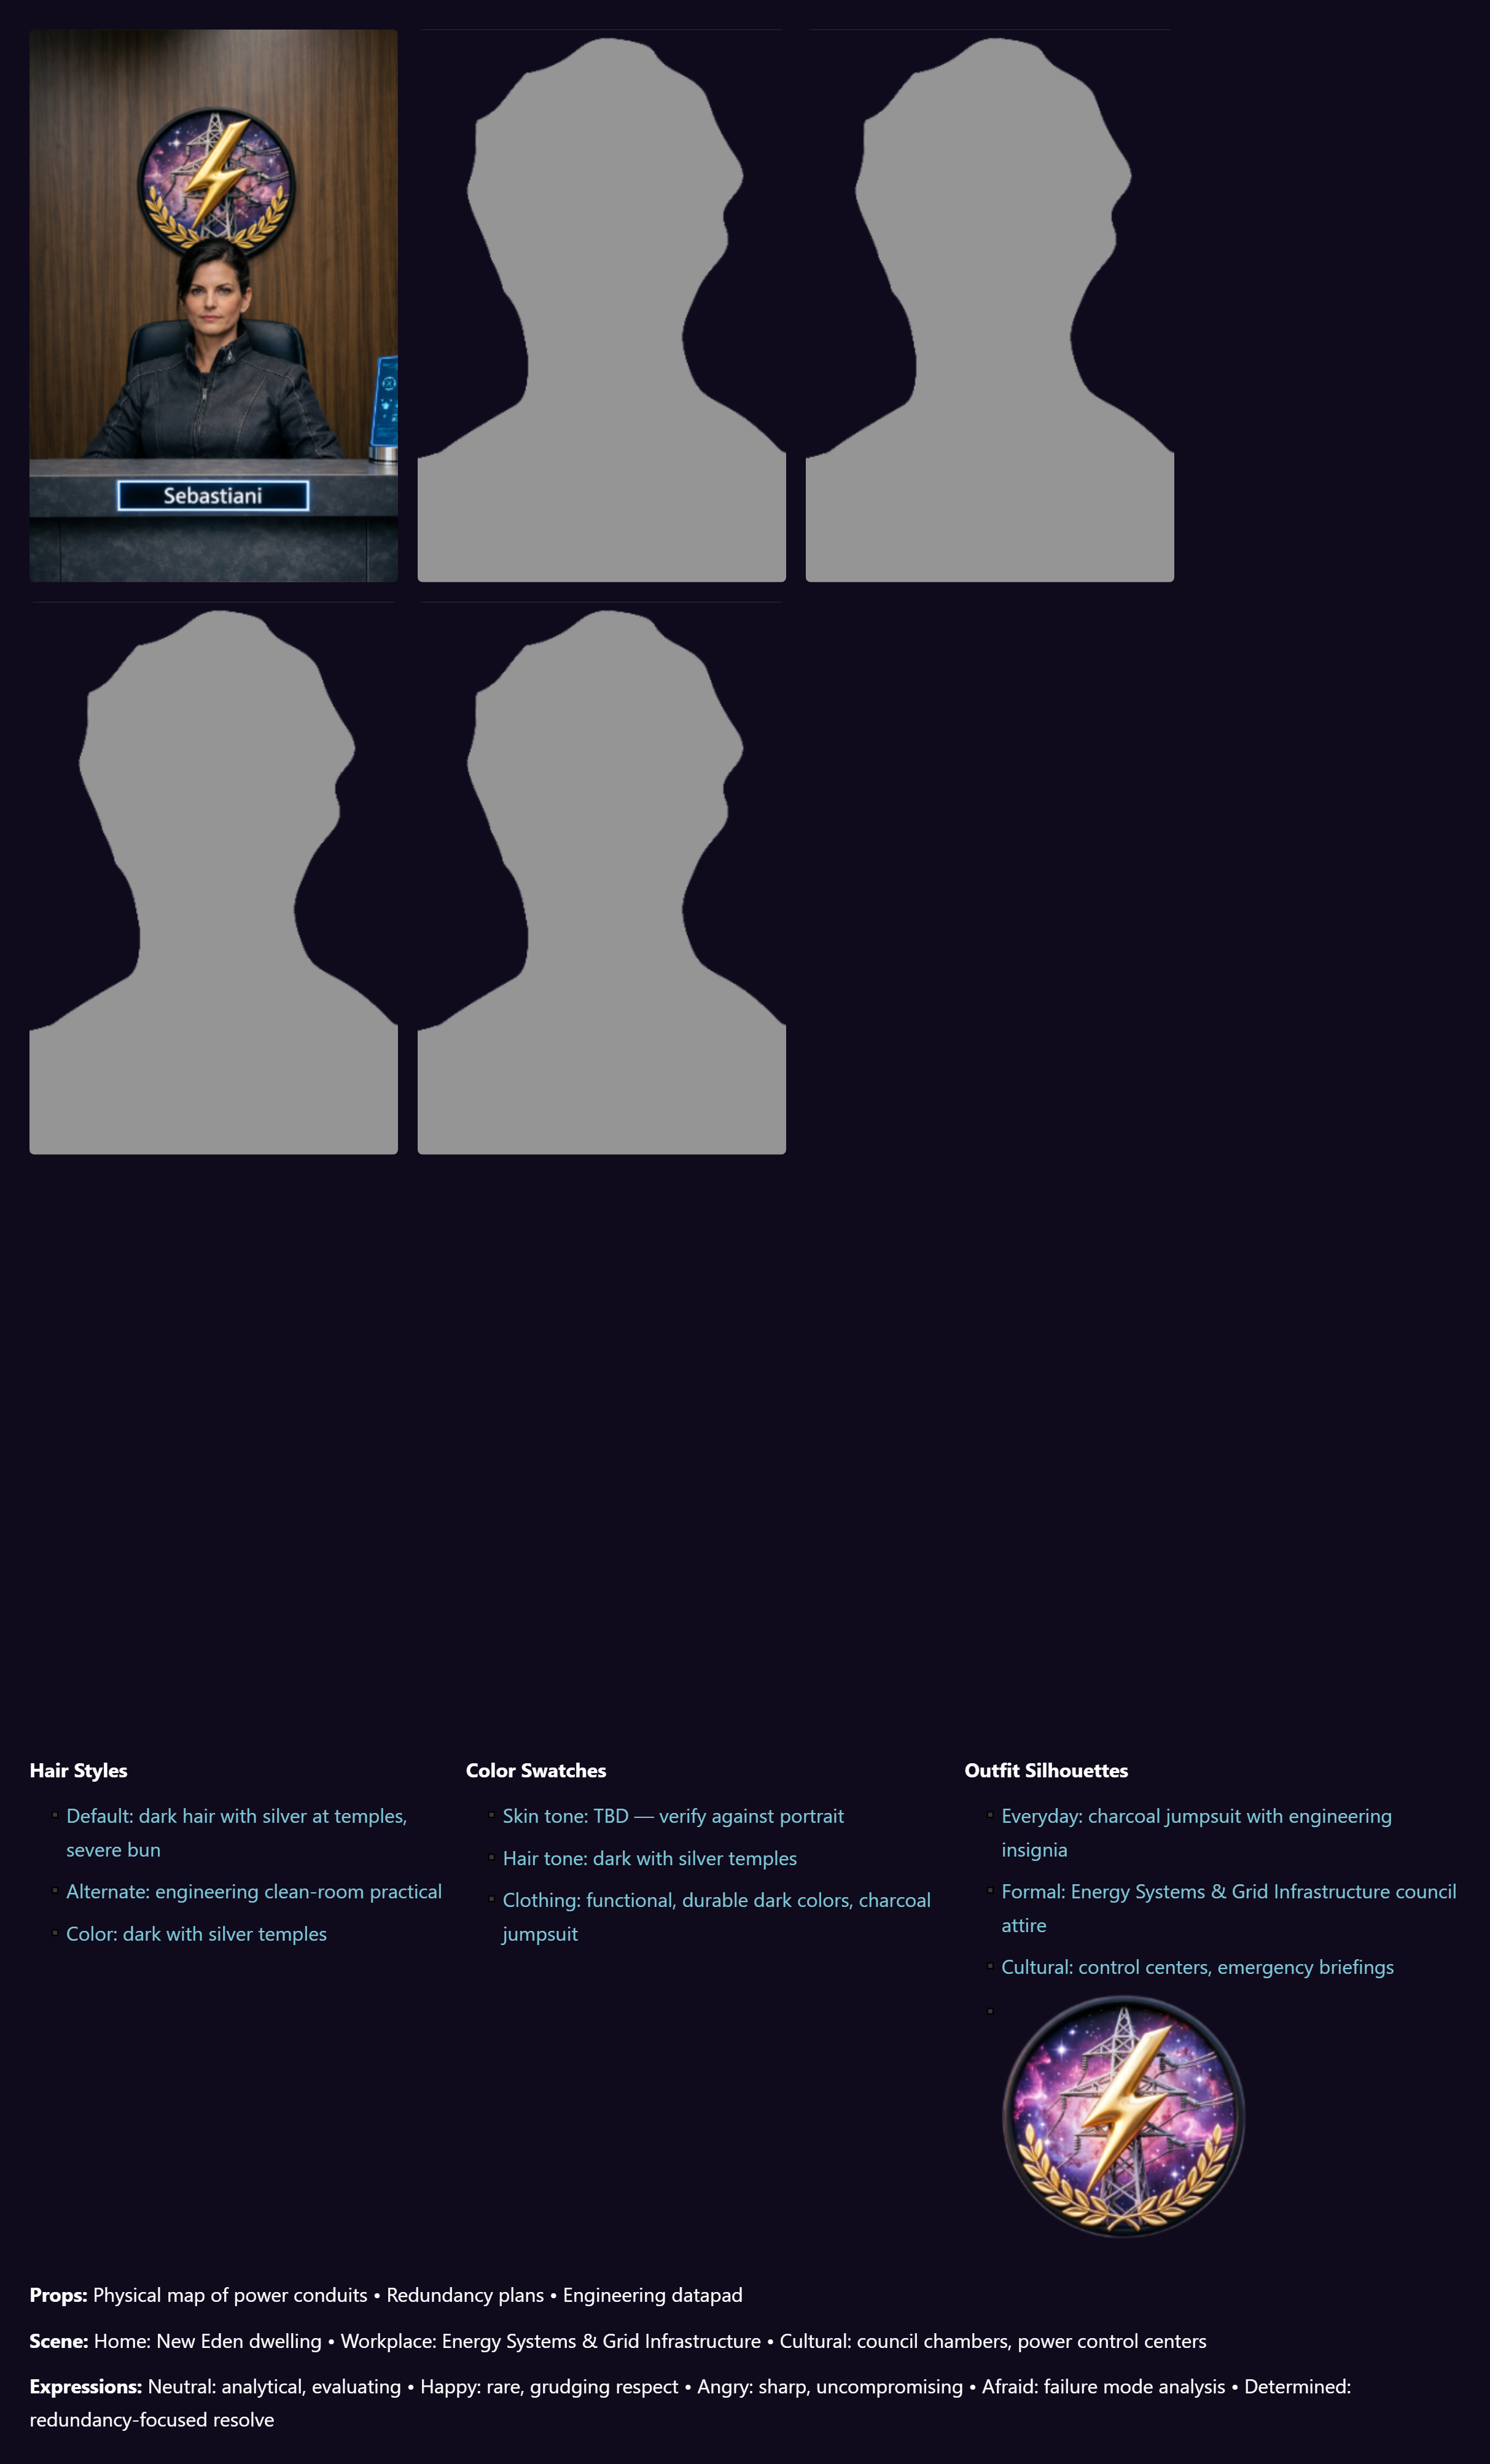 Sebastiani
Hair Styles
Default: dark hair with silver at temples,
severe bun
Alternate: engineering clean-room practical
Color: dark with silver temples
Color Swatches
Skin tone: TBD — verify against portrait
Hair tone: dark with silver temples
Clothing: functional, durable dark colors, charcoal
jumpsuit
Outfit Silhouettes
Everyday: charcoal jumpsuit with engineering
insignia
Formal: Energy Systems & Grid Infrastructure council
attire
Cultural: control centers, emergency briefings
Props: Physical map of power conduits • Redundancy plans • Engineering datapad
Scene: Home: New Eden dwelling • Workplace: Energy Systems & Grid Infrastructure • Cultural: council chambers, power control centers
Expressions: Neutral: analytical, evaluating • Happy: rare, grudging respect • Angry: sharp, uncompromising • Afraid: failure mode analysis • Determined:
redundancy-focused resolve